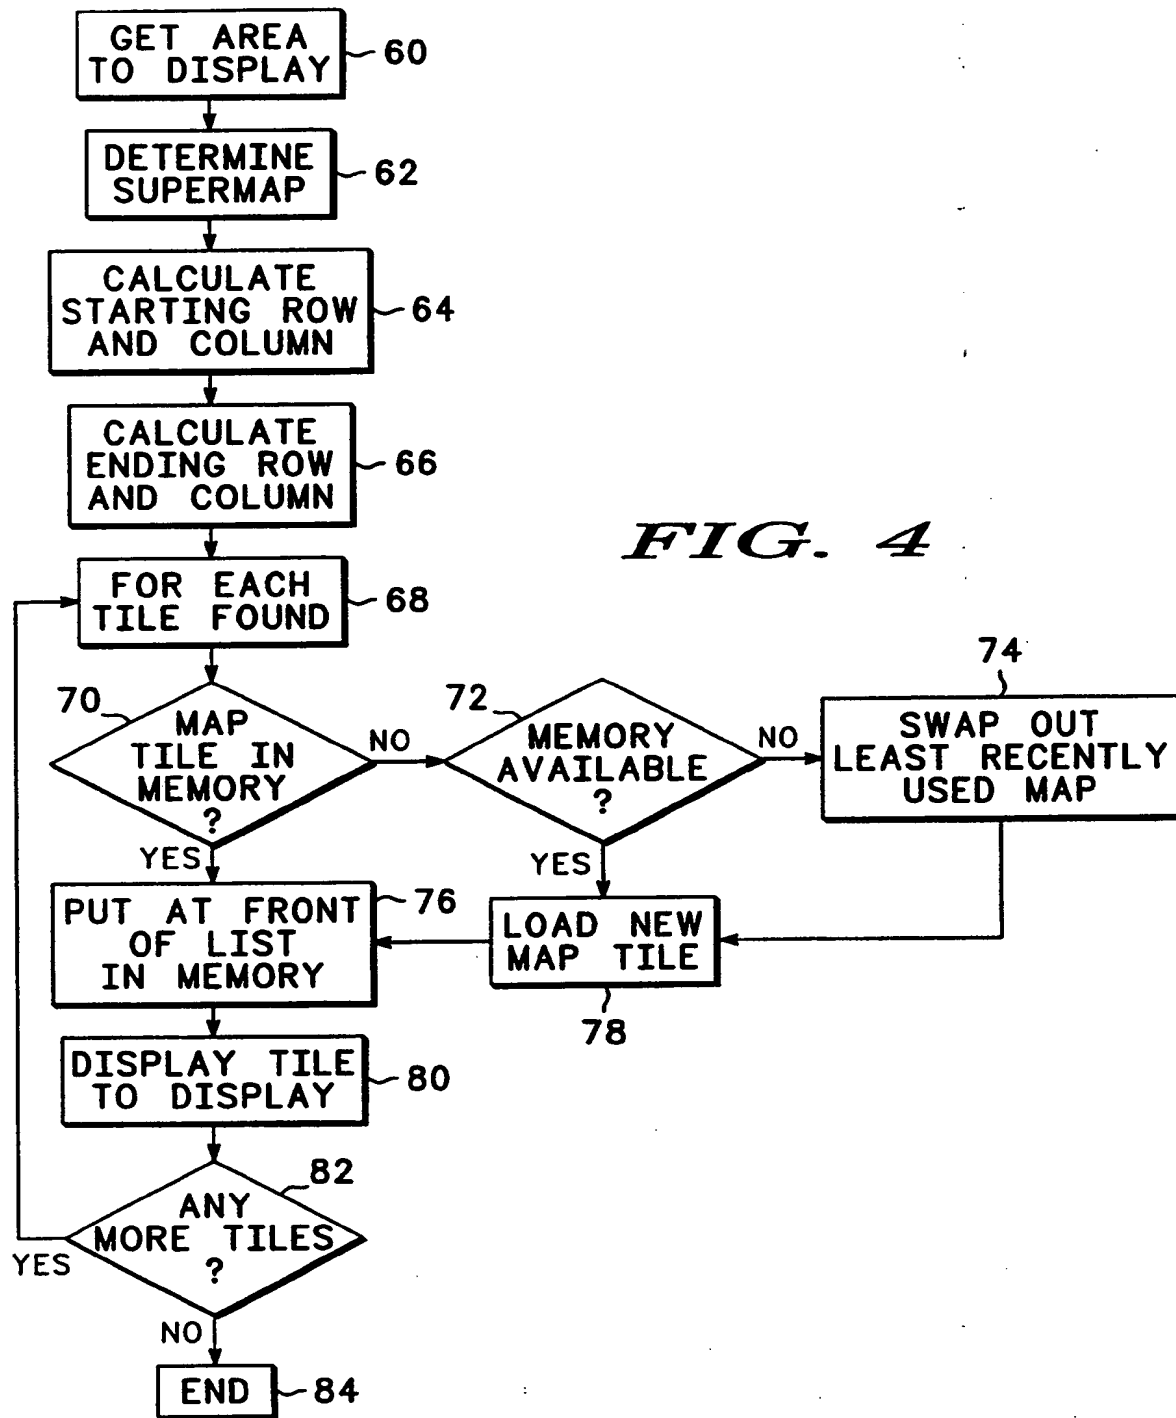 GET AREA
TO DISPLAY
60
DETERMINE
SUPERMAP
62
CALCULATE
STARTING ROW
AND COLUMN
64
CALCULATE
ENDING ROW
AND COLUMN
66
FIG. 4
FOR EACH
TILE FOUND
68
70
MAP
TILE IN
MEMORY
?
NO
YES
72
MEMORY
AVAILABLE
?
NO
YES
74
SWAP OUT
LEAST RECENTLY
USED MAP
PUT AT FRONT
OF LIST
IN MEMORY
76
LOAD NEW
MAP TILE
78
DISPLAY TILE
TO DISPLAY
80
82
ANY
MORE TILES
?
YES
NO
END
84